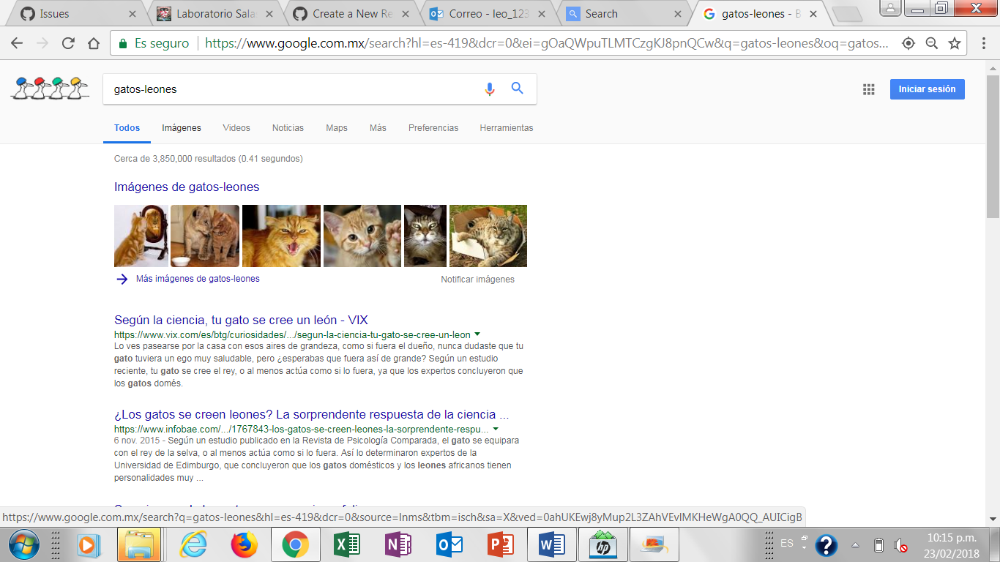 Issues
Laboratorio Sala
Create a New Re
Correo - leo_123
Search
gatos-leones - B
Es seguro
https://www.google.com.mx/search?hl=es-419&dcr=0&ei=gOaQWpuTLMTCzgKJ8pnQCw&q=gatos-leones&oq=gatos...
gatos-leones
Iniciar sesión
Todos Imágenes Videos Noticias Maps Más Preferencias Herramientas
Cerca de 3,850,000 resultados (0.41 segundos)
Imágenes de gatos-leones
Más imágenes de gatos-leones
Notificar imágenes
Según la ciencia, tu gato se cree un león - VIX
https://www.vix.com/es/btg/curiosidades/.../segun-la-ciencia-tu-gato-se-cree-un-leon
Lo ves pasearse por la casa con esos aires de grandeza, como si fuera el dueño, nunca dudaste que tu
gato tuviera un ego muy saludable, pero ¿esperabas que fuera así de grande? Según un estudio
reciente, tu gato se cree el rey, o al menos actúa como si lo fuera, ya que los expertos concluyeron que
los gatos domés.
¿Los gatos se creen leones? La sorprendente respuesta de la ciencia ...
https://www.infobae.com/.../1767843-los-gatos-se-creen-leones-la-sorprendente-respu...
6 nov. 2015 - Según un estudio publicado en la Revista de Psicología Comparada, el gato se equipara
con el rey de la selva, o al menos actúa como si lo fuera. Así lo determinaron expertos de la
Universidad de Edimburgo, que concluyeron que los gatos domésticos y los leones africanos tienen
personalidades muy ...
https://www.google.com.mx/search?q=gatos-leones&hl=es-419&dcr=0&source=lnms&tbm=isch&sa=X&ved=0ahUKEwj8yMup2L3ZAhVEvlMKHeWgA0QQ_AUICigB
ES
10:15 p.m.
23/02/2018